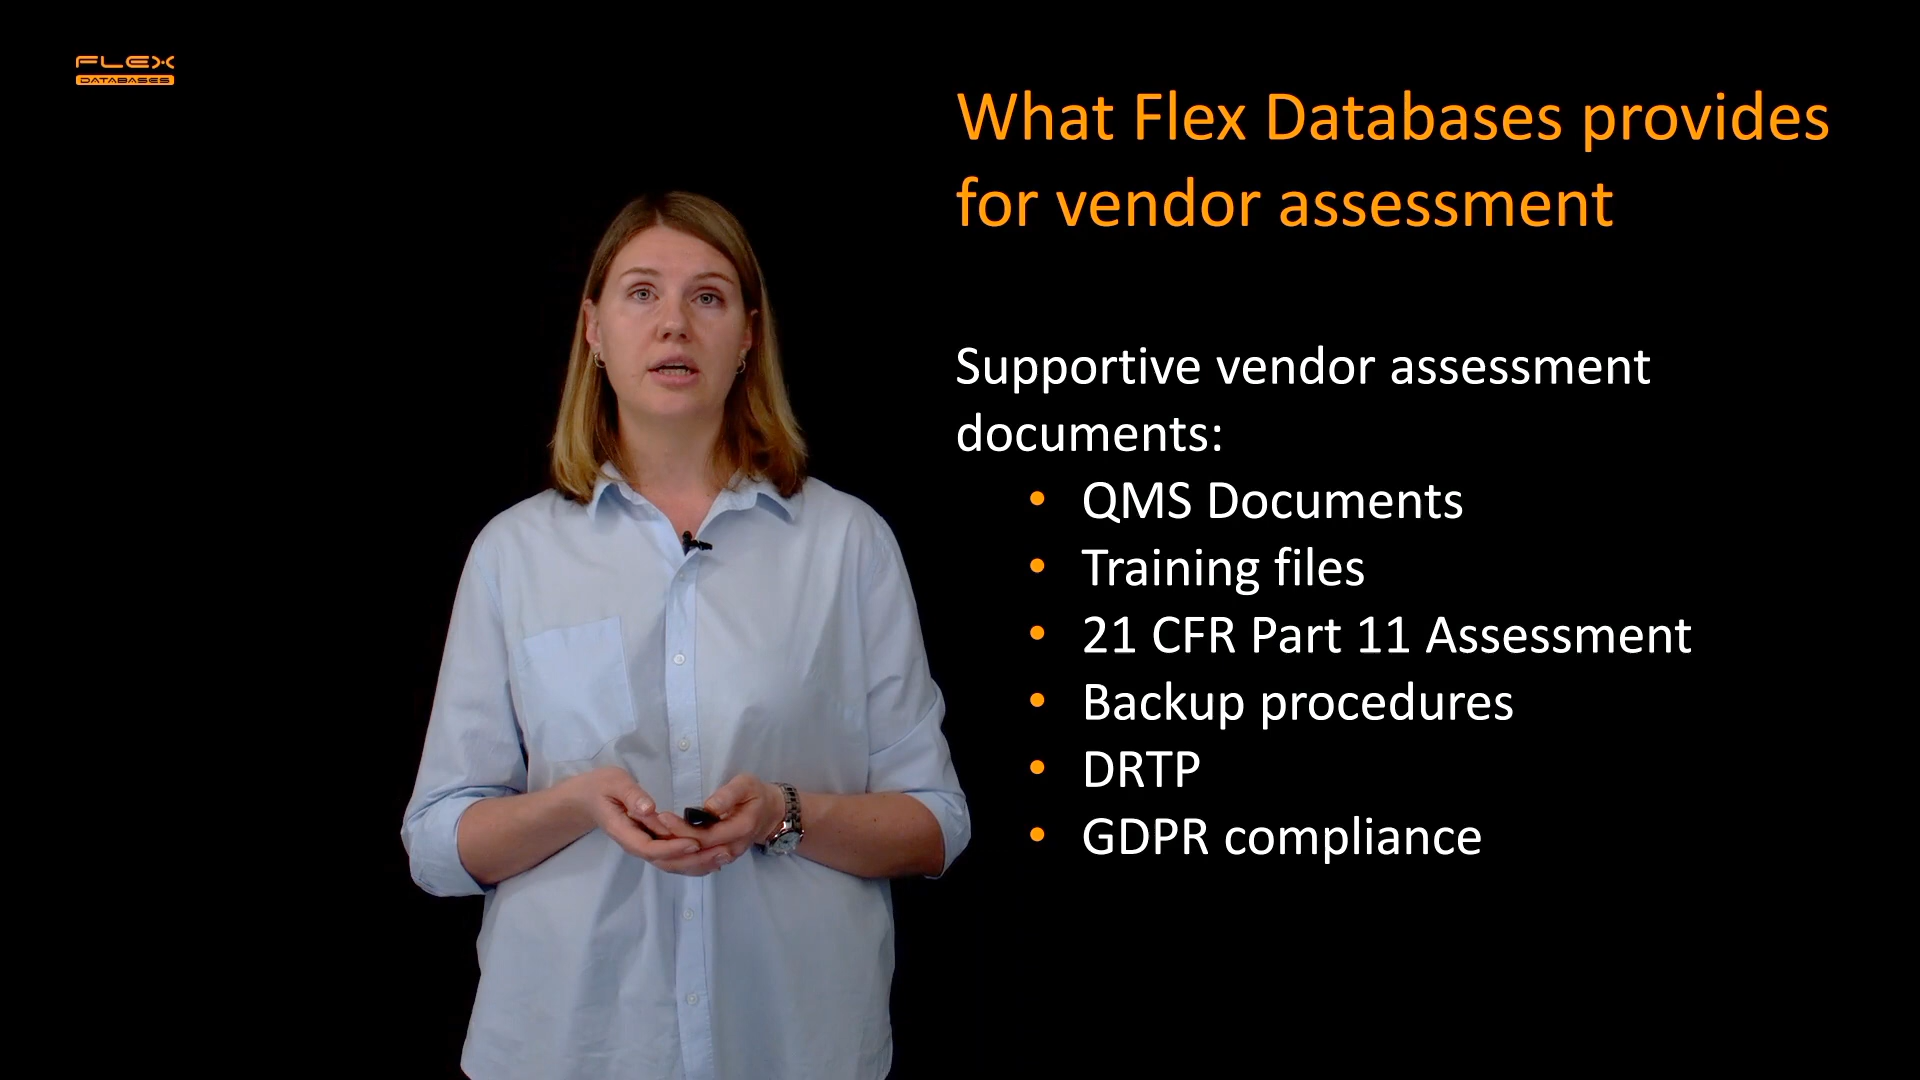 FLEX
DATABASES
What Flex Databases provides
for vendor assessment
Supportive vendor assessment
documents:
• QMS Documents
• Training files
• 21 CFR Part 11 Assessment
• Backup procedures
• DRTP
• GDPR compliance